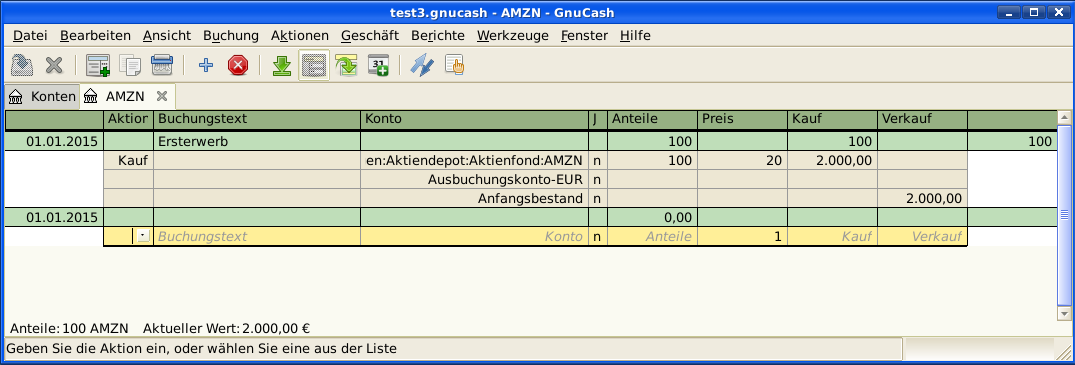 test3.gnucash - AMZN - GnuCash
Datei Bearbeiten Ansicht Buchung Aktionen Geschäft Berichte Werkzeuge Fenster Hilfe
31
Konten AMZN
Aktion Buchungstext Konto J Anteile Preis Kauf Verkauf
01.01.2015 Ersterwerb 100 100 100
Kauf en:Aktiendepot:Aktienfond:AMZN n 100 20 2.000,00
Ausbuchungskonto-EUR n
Anfangsbestand n 2.000,00
01.01.2015 0,00
Buchungstext Konto n Anteile 1 Kauf Verkauf
Anteile: 100 AMZN Aktueller Wert: 2.000,00 €
Geben Sie die Aktion ein, oder wählen Sie eine aus der Liste